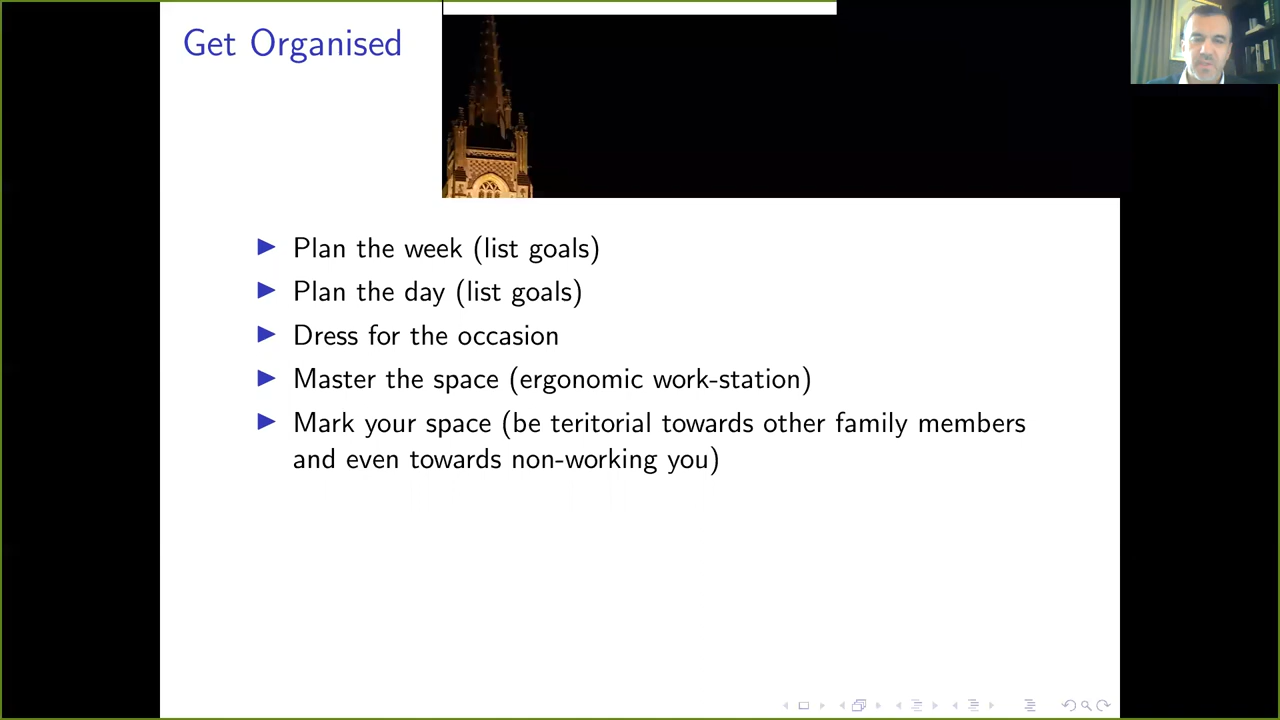 Get Organised
Plan the week (list goals)
Plan the day (list goals)
Dress for the occasion
Master the space (ergonomic work-station)
Mark your space (be teritorial towards other family members
and even towards non-working you)